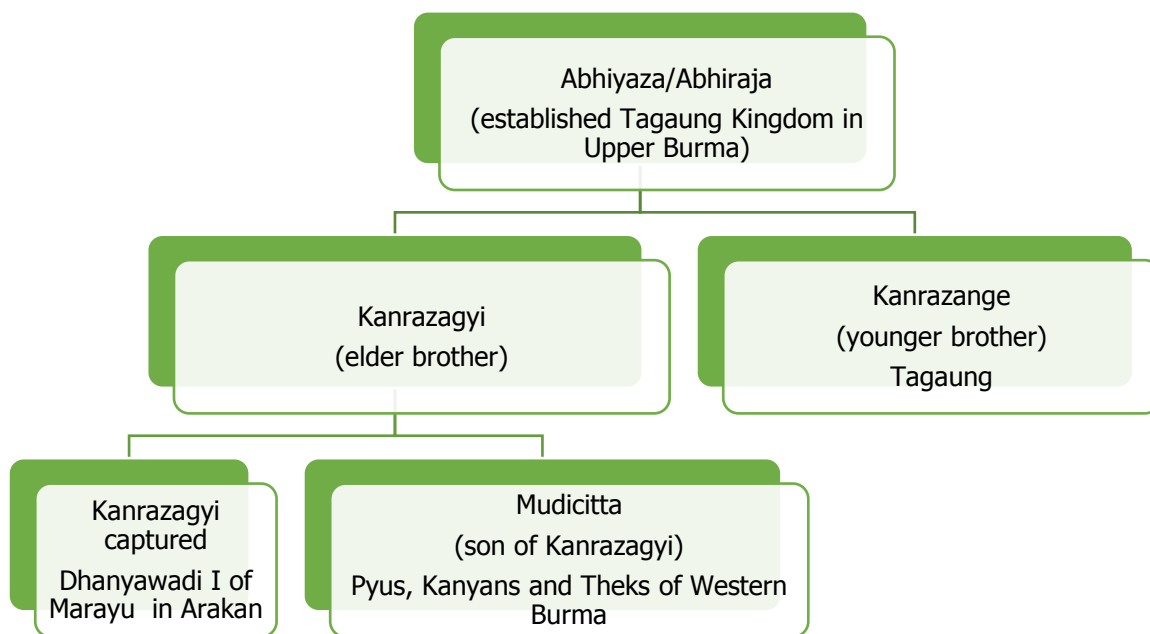 Abhiyaza/Abhiraja
(established Tagaung Kingdom in
Upper Burma)
Kanrazagyi
(elder brother)
Kanrazange
(younger brother)
Tagaung
Kanrazagyi
captured
Dhanyawadi I of
Marayu in Arakan
Mudicitta
(son of Kanrazagyi)
Pyus, Kanyans and Theks of Western
Burma